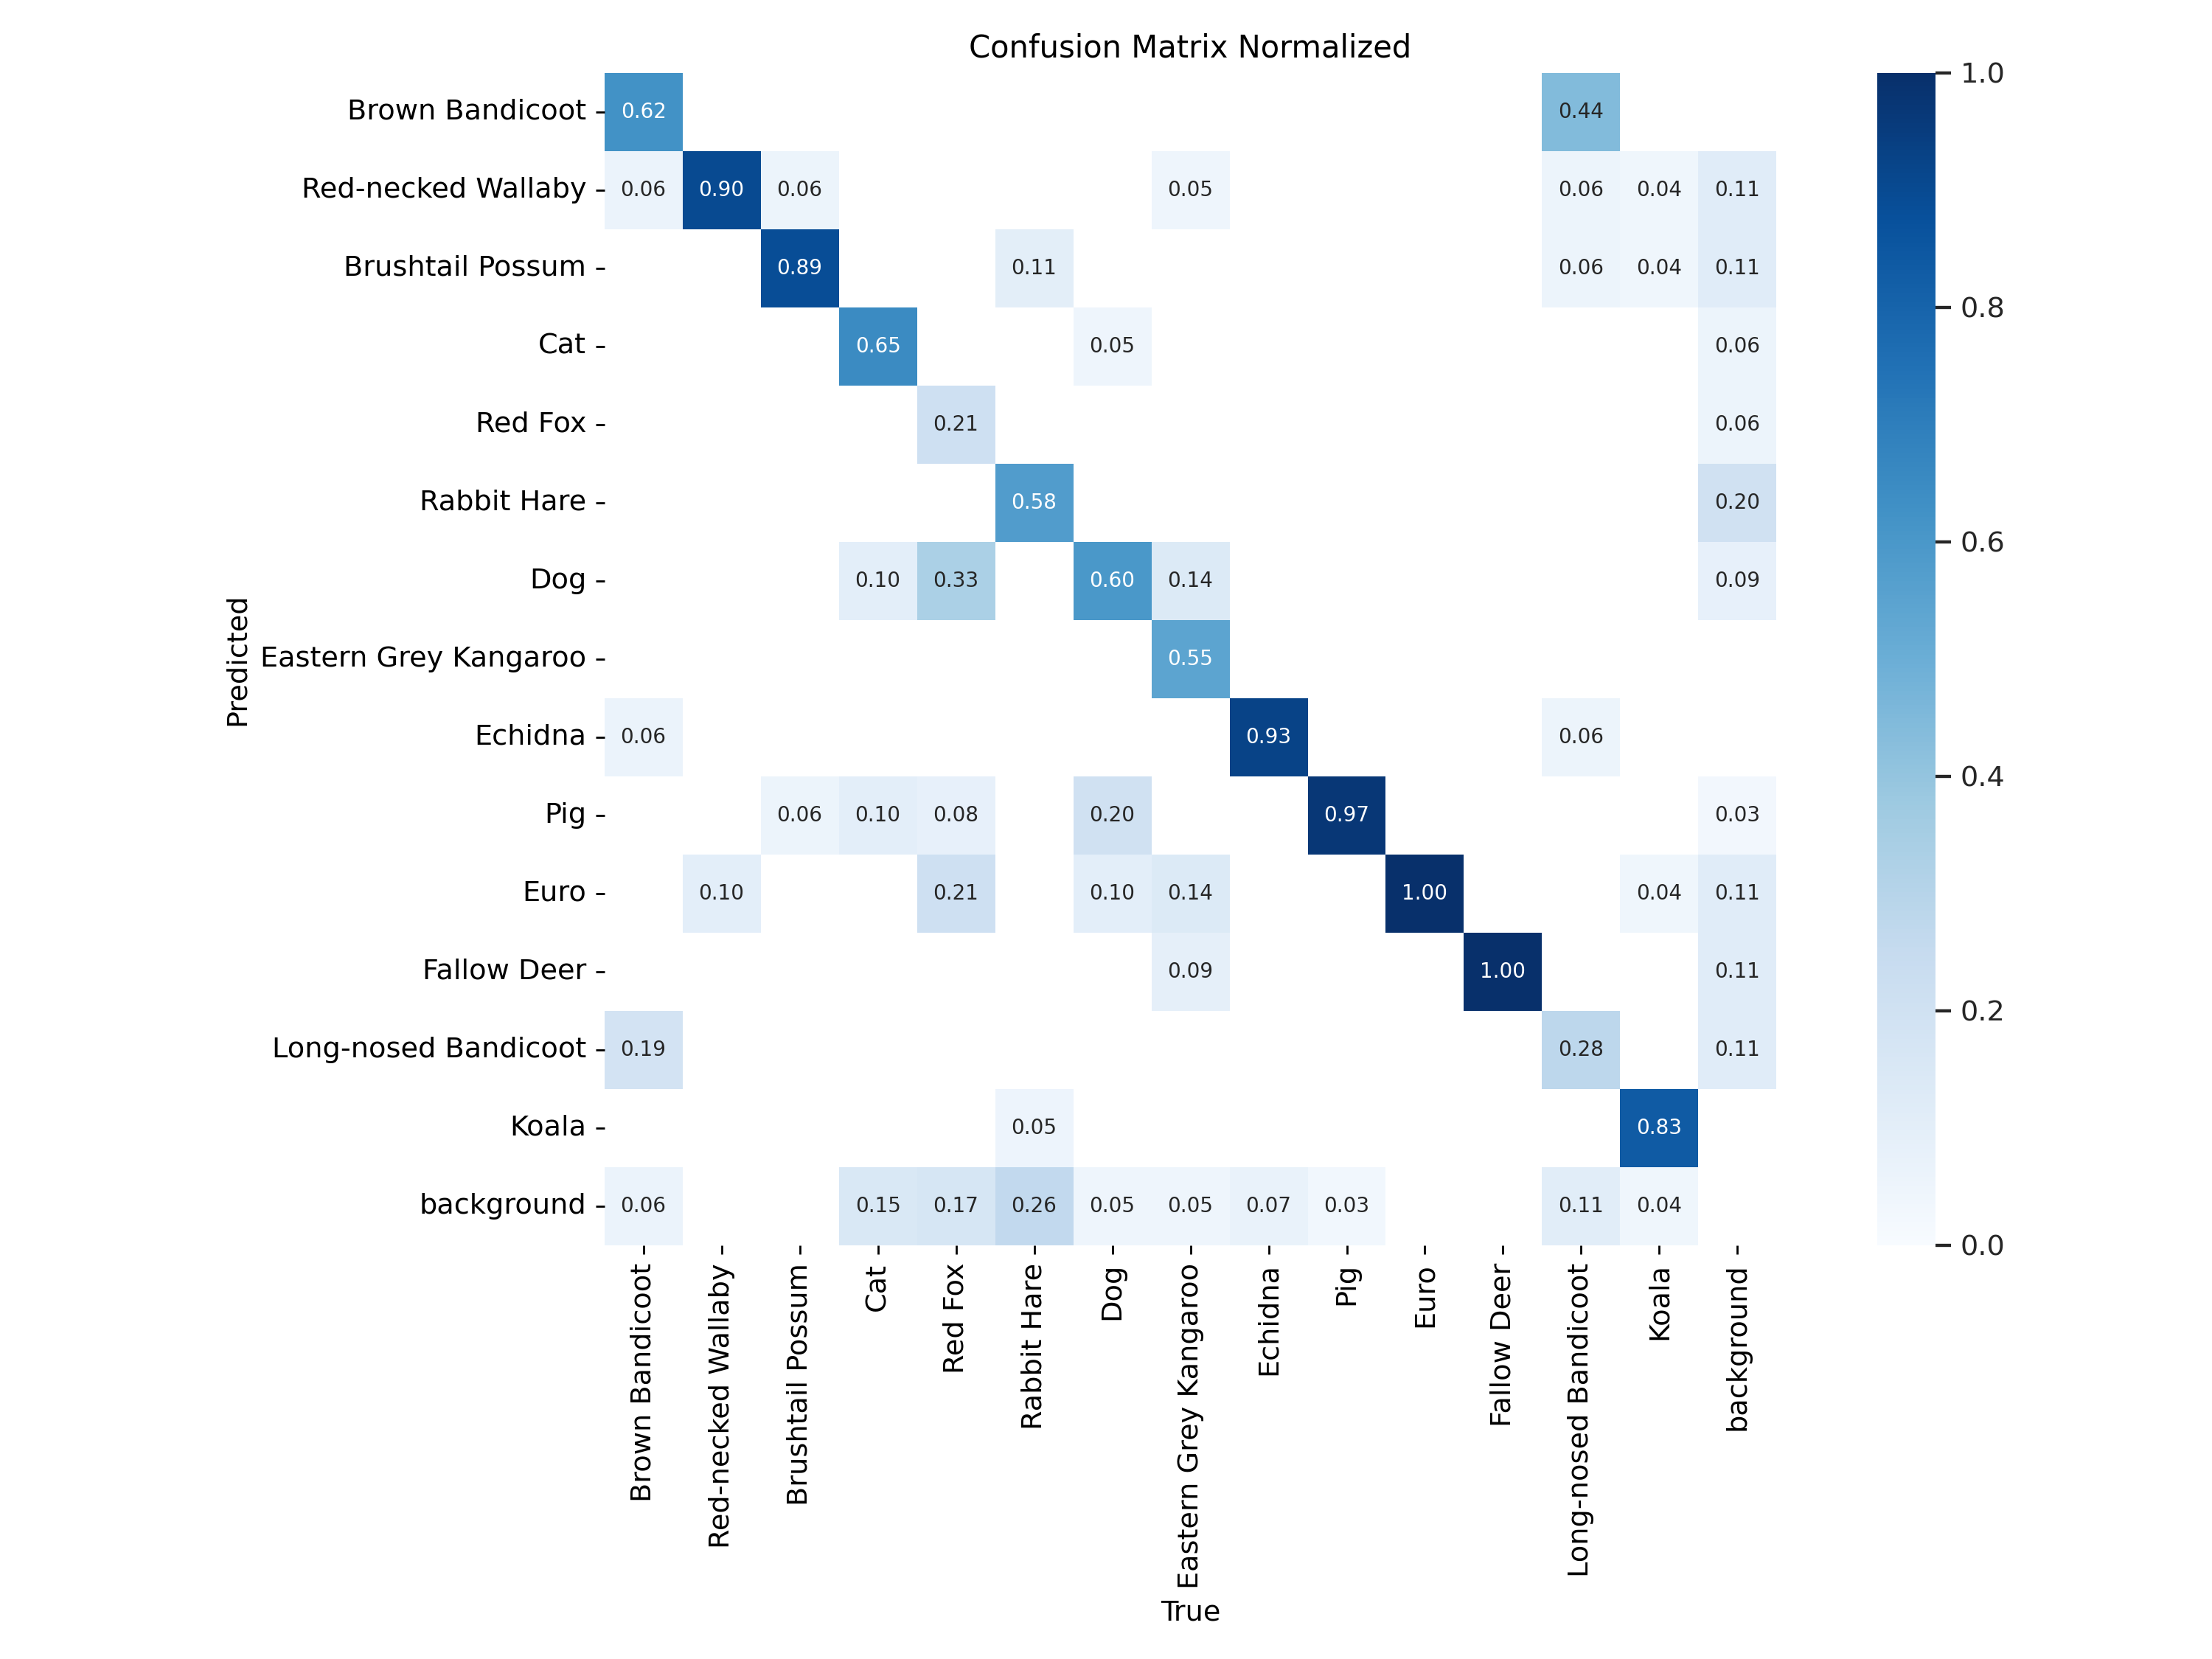 Confusion Matrix Normalized
Brown Bandicoot 0.62 0.44
Red-necked Wallaby 0.06 0.90 0.06 0.05 0.06 0.04 0.11
Brushtail Possum 0.89 0.11 0.06 0.04 0.11
Cat 0.65 0.05 0.06
Red Fox 0.21 0.06
Rabbit Hare 0.58 0.20
Dog 0.10 0.33 0.60 0.14 0.09
Eastern Grey Kangaroo 0.55
Echidna 0.06 0.93 0.06
Pig 0.06 0.10 0.08 0.20 0.97 0.03
Euro 0.10 0.21 0.10 0.14 1.00 0.04 0.11
Fallow Deer 0.09 1.00 0.11
Long-nosed Bandicoot 0.19 0.28 0.11
Koala 0.05 0.83
background 0.06 0.15 0.17 0.26 0.05 0.05 0.07 0.03 0.11 0.04
Predicted
Brown Bandicoot
Red-necked Wallaby
Brushtail Possum
Cat
Red Fox
Rabbit Hare
Dog
Eastern Grey Kangaroo
Echidna
Pig
Euro
Fallow Deer
Long-nosed Bandicoot
Koala
background
True
1.0
0.8
0.6
0.4
0.2
0.0